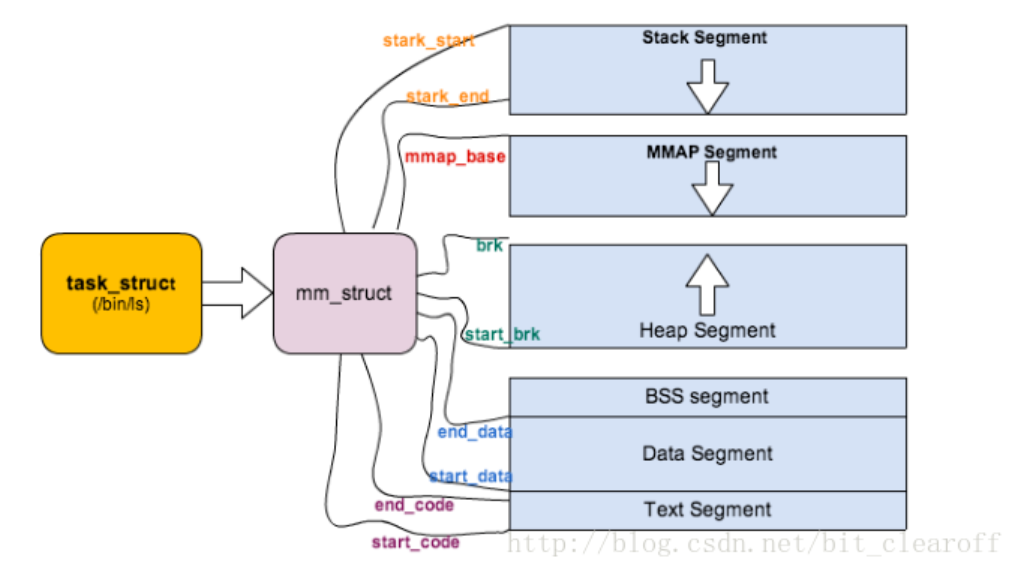 stark_start
Stack Segment
stark_end
mmap_base
MMAP Segment
task_struct
(/bin/ls)
mm_struct
brk
start_brk
Heap Segment
BSS segment
end_data
Data Segment
start_data
end_code
Text Segment
start_code
http://blog.csdn.net/bit_clearoff